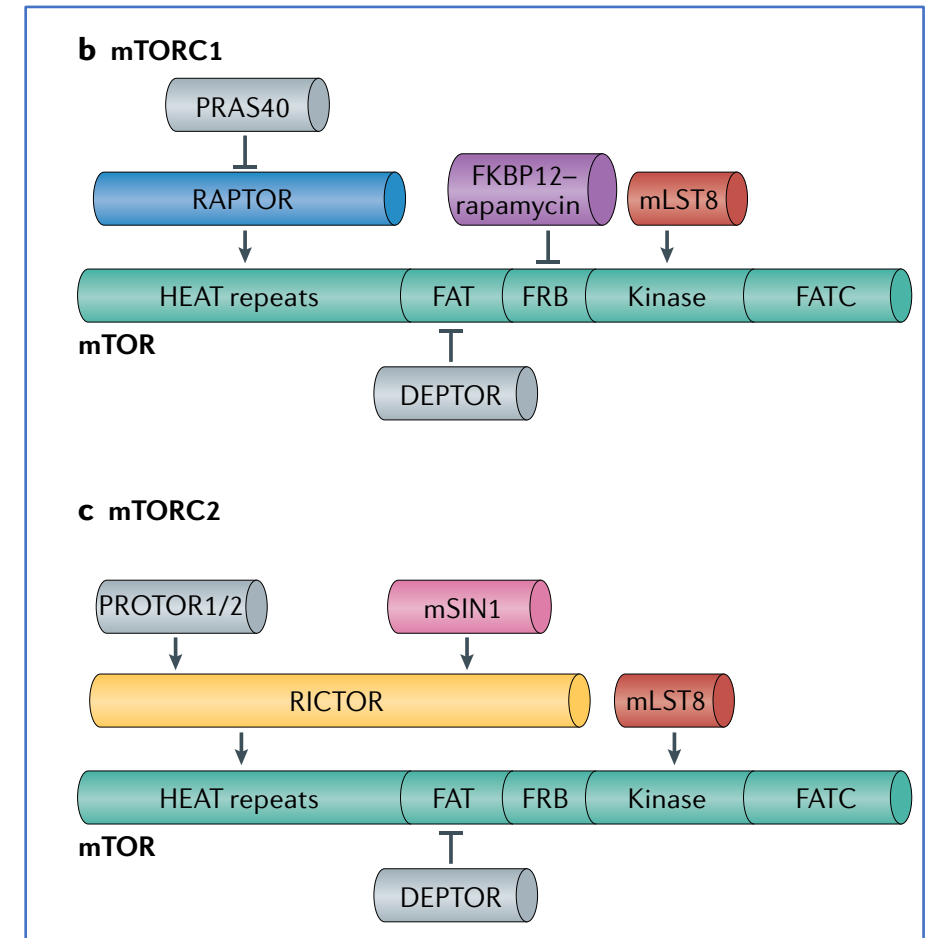 b mTORC1
PRAS40
RAPTOR
FKBP12–
rapamycin
mLST8
HEAT repeats
FAT
FRB
Kinase
FATC
mTOR
DEPTOR
c mTORC2
PROTOR1/2
mSIN1
RICTOR
mLST8
HEAT repeats
FAT
FRB
Kinase
FATC
mTOR
DEPTOR